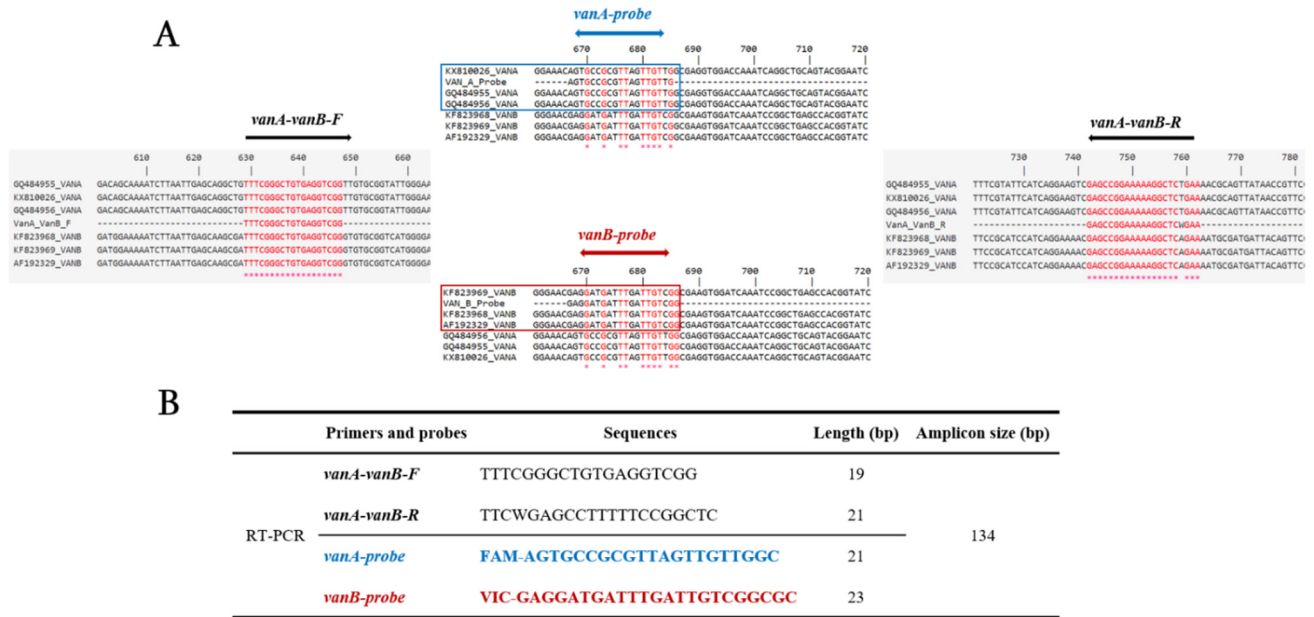 A
vanA-probe
670 680 690 700 710 720
KX810026_VANA GGAAACAGTGCCGCGTTAGTTGTTGGCGAGGTGGACCAAATCAGGCTGCAGTACGGAATC
VAN_A_Probe ------AGTGCCGCGTTAGTTGTTG-----------------------------------
GQ484955_VANA GGAAACAGTGCCGCGTTAGTTGTTGGCGAGGTGGACCAAATCAGGCTGCAGTACGGAATC
GQ484956_VANA GGAAACAGTGCCGCGTTAGTTGTTGGCGAGGTGGACCAAATCAGGCTGCAGTACGGAATC
KF823968_VANB GGGAACGAGGATGATTTGATTGTCGGCGAAGTGGATCAAATCCGGCTGAGCCACGGTATC
KF823969_VANB GGGAACGAGGATGATTTGATTGTCGGCGAAGTGGATCAAATCCGGCTGAGCCACGGTATC
AF192329_VANB GGGAACGAGGATGATTTGATTGTCGGCGAAGTGGATCAAATCCGGCTGAGCCACGGTATC
* * ** **** *
vanA-vanB-F
610 620 630 640 650 660
GQ484955_VANA GACAGCAAAATCTTAATTGAGCAGGCTGTTTCGGGCTGTGAGGTCGGTTGTGCGGTATTGGGAA
KX810026_VANA GACAGCAAAATCTTAATTGAGCAGGCTGTTTCGGGCTGTGAGGTCGGTTGTGCGGTATTGGGAA
GQ484956_VANA GACAGCAAAATCTTAATTGAGCAGGCTGTTTCGGGCTGTGAGGTCGGTTGTGCGGTATTGGGAA
VanA_VanB_F ----------------------------TTTCGGGCTGTGAGGTCGG-----------------
KF823968_VANB GATGGAAAAATCTTAATTGAGCAAGCGATTTCGGGCTGTGAGGTCGGGTGTGCGGTCATGGGAA
KF823969_VANB GATGGAAAAATCTTAATTGAGCAAGCGATTTCGGGCTGTGAGGTCGGGTGTGCGGTCATGGGAA
AF192329_VANB GATGGAAAAATCTTAATTGAGCAAGCGATTTCGGGCTGTGAGGTCGGGTGTGCGGTCATGGGAA
*******************
vanA-vanB-R
730 740 750 760 770 780
GQ484955_VANA TTTCGTATTCATCAGGAAGTCGAGCCGGAAAAAGGCTCTGAAAACGCAGTTATAACCGTTC
KX810026_VANA TTTCGTATTCATCAGGAAGTCGAGCCGGAAAAAGGCTCTGAAAACGCAGTTATAACCGTTC
GQ484956_VANA TTTCGTATTCATCAGGAAGTCGAGCCGGAAAAAGGCTCTGAAAACGCAGTTATAACCGTTC
VanA_VanB_R ---------------------GAGCCGGAAAAAGGCTCWGAA-------------------
KF823968_VANB TTCCGCATCCATCAGGAAAACGAGCCGGAAAAAGGCTCAGAAAATGCGATGATTACAGTTC
KF823969_VANB TTCCGCATCCATCAGGAAAACGAGCCGGAAAAAGGCTCAGAAAATGCGATGATTACAGTTC
AF192329_VANB TTCCGCATCCATCAGGAAAACGAGCCGGAAAAAGGCTCAGAAAATGCGATGATTACAGTTC
***************** ***
vanB-probe
670 680 690 700 710 720
KF823969_VANB GGGAACGAGGATGATTTGATTGTCGGCGAAGTGGATCAAATCCGGCTGAGCCACGGTATC
VAN_B_Probe ------GAGGATGATTTGATTGTCGG----------------------------------
KF823968_VANB GGGAACGAGGATGATTTGATTGTCGGCGAAGTGGATCAAATCCGGCTGAGCCACGGTATC
AF192329_VANB GGGAACGAGGATGATTTGATTGTCGGCGAAGTGGATCAAATCCGGCTGAGCCACGGTATC
GQ484956_VANA GGAAACAGTGCCGCGTTAGTTGTTGGCGAGGTGGACCAAATCAGGCTGCAGTACGGAATC
GQ484955_VANA GGAAACAGTGCCGCGTTAGTTGTTGGCGAGGTGGACCAAATCAGGCTGCAGTACGGAATC
KX810026_VANA GGAAACAGTGCCGCGTTAGTTGTTGGCGAGGTGGACCAAATCAGGCTGCAGTACGGAATC
* * ** **** **
B
Primers and probes Sequences Length (bp) Amplicon size (bp)
vanA-vanB-F TTTCGGGCTGTGAGGTCGG 19
vanA-vanB-R TTCWGAGCCTTTTTCCGGCTC 21
RT-PCR 134
vanA-probe FAM-AGTGCCGCGTTAGTTGTTGGC 21
vanB-probe VIC-GAGGATGATTTGATTGTCGGCGC 23